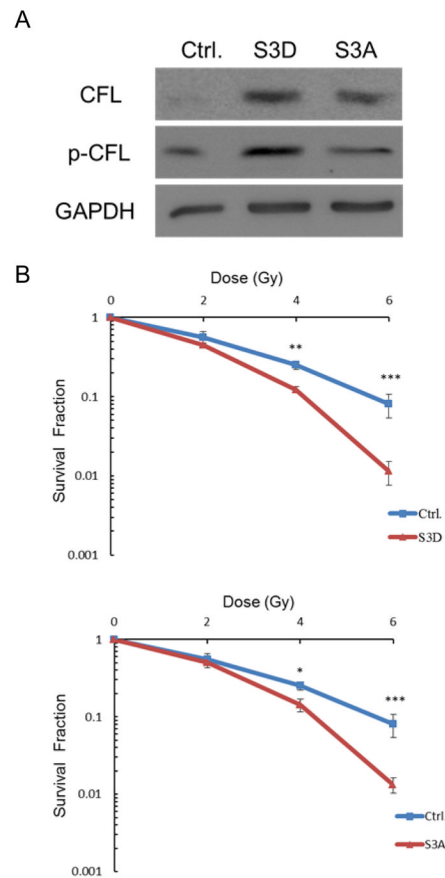 A
Ctrl. S3D S3A
CFL
p-CFL
GAPDH
B
Dose (Gy)
0 2 4 6
1
**
0.1
***
Survival Fraction
0.01
Ctrl.
S3D
0.001
Dose (Gy)
0 2 4 6
1
*
0.1
***
Survival Fraction
0.01
Ctrl
S3A
0.001